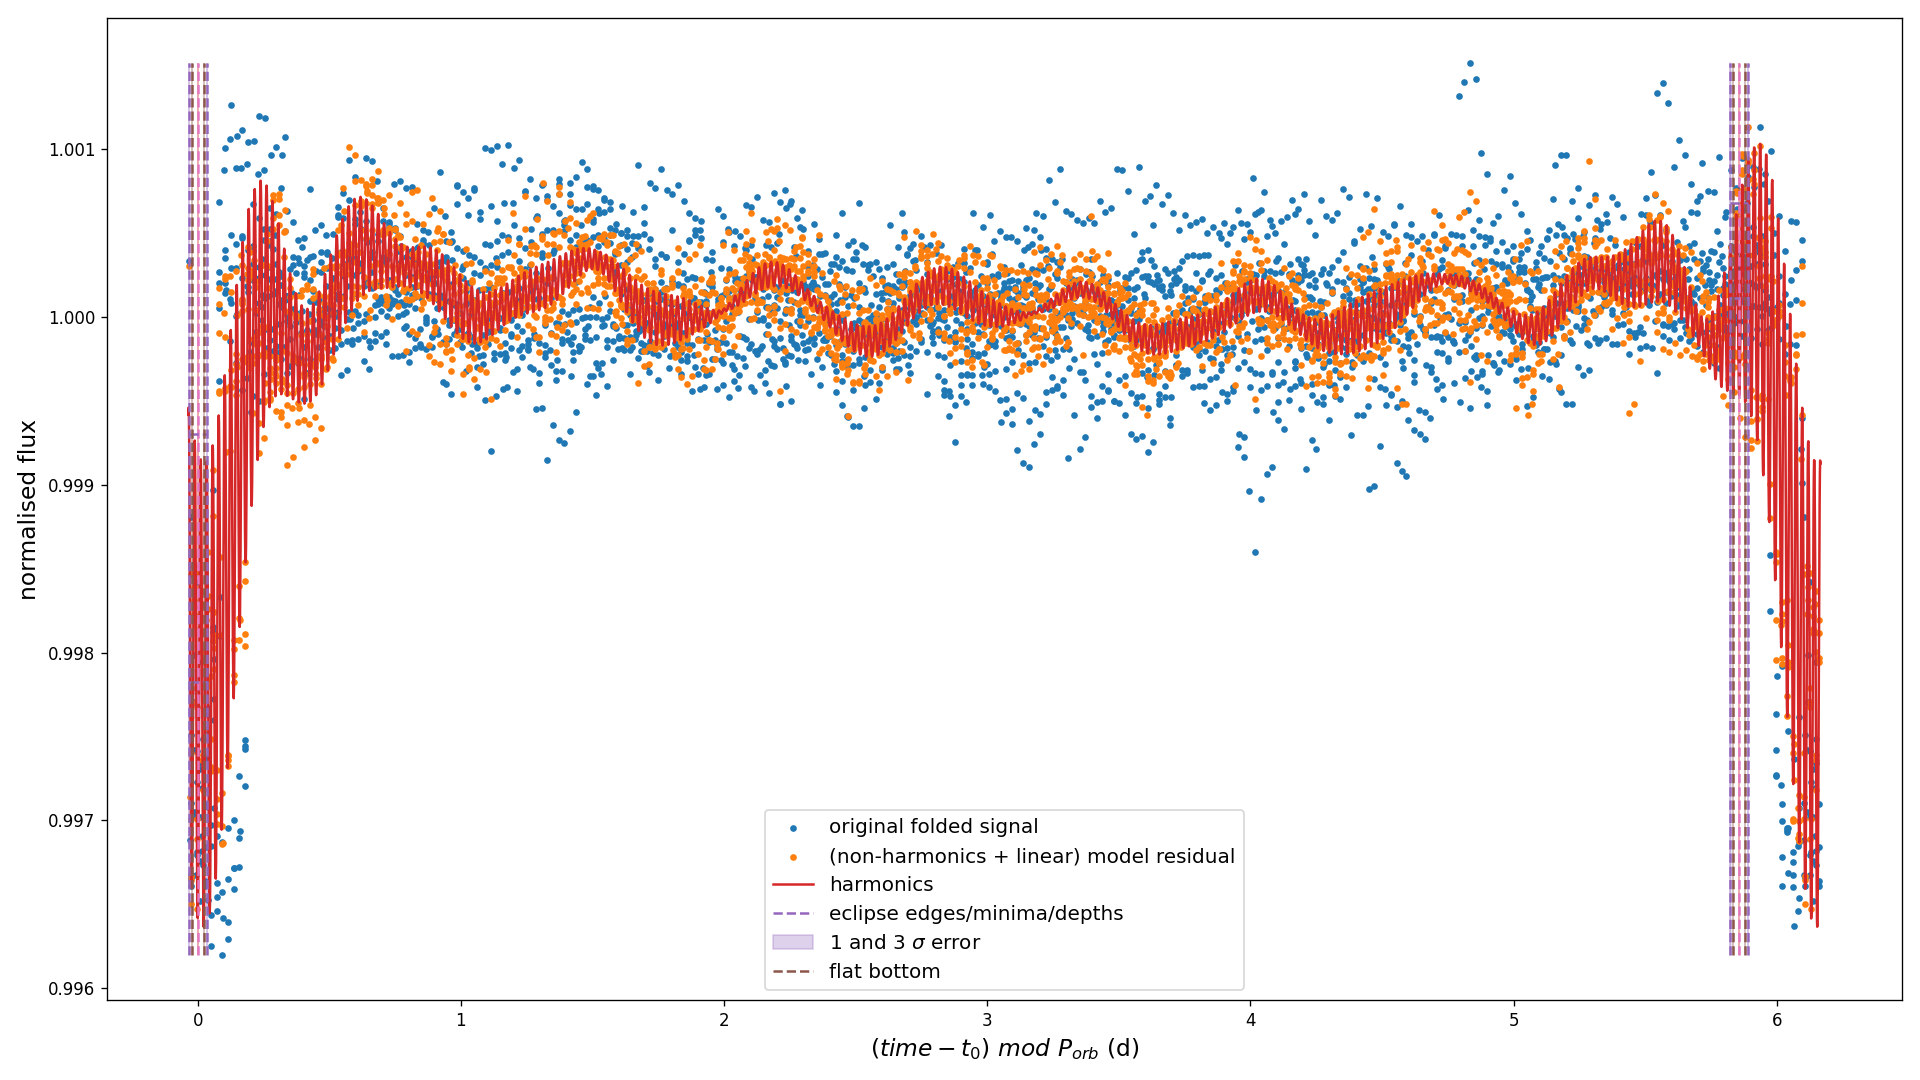 normalised flux
1.001
1.000
0.999
0.998
0.997
0.996
original folded signal
(non-harmonics + linear) model residual
harmonics
eclipse edges/minima/depths
1 and 3 σ error
flat bottom
0 1 2 3 4 5 6
(time − t₀) mod Pₒᵣb (d)